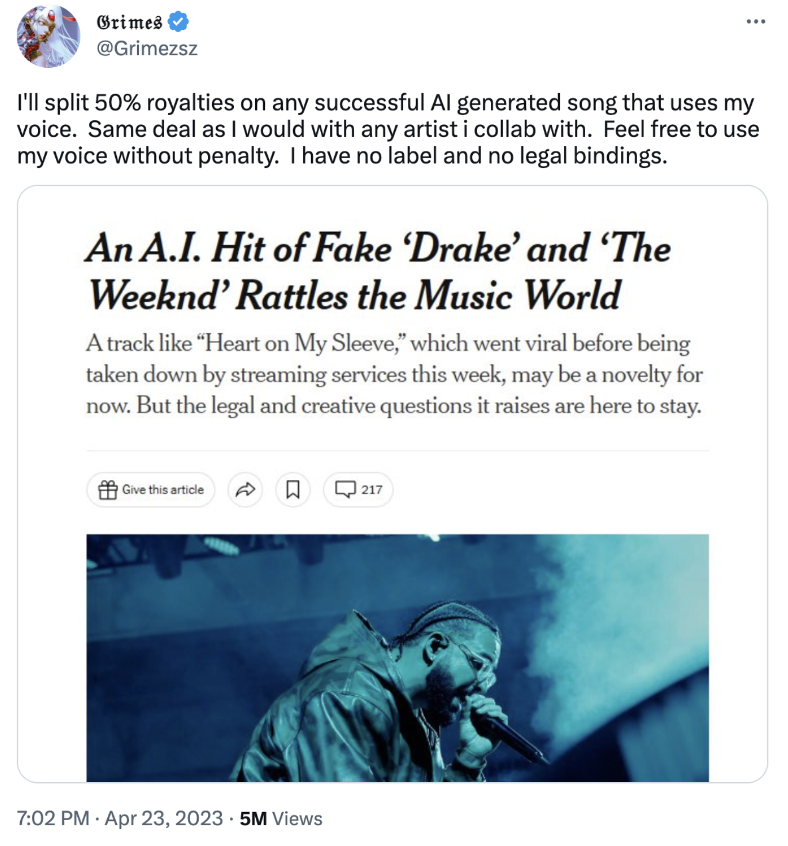 Grimes
@Grimezsz
I'll split 50% royalties on any successful AI generated song that uses my
voice.  Same deal as I would with any artist i collab with.  Feel free to use
my voice without penalty.  I have no label and no legal bindings.
An A.I. Hit of Fake ‘Drake’ and ‘The
Weeknd’ Rattles the Music World
A track like “Heart on My Sleeve,” which went viral before being
taken down by streaming services this week, may be a novelty for
now. But the legal and creative questions it raises are here to stay.
Give this article
217
7:02 PM · Apr 23, 2023 · 5M Views